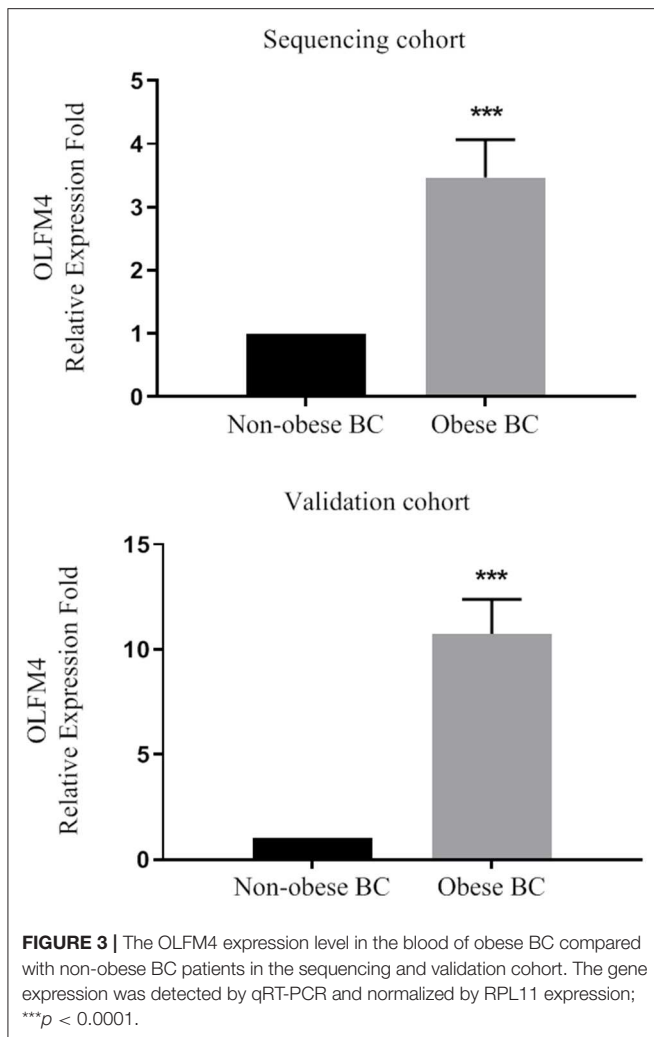 Sequencing cohort
OLFM4
Relative Expression Fold
5
4
3
2
1
0
***
Non-obese BC
Obese BC
Validation cohort
OLFM4
Relative Expression Fold
15
10
5
0
***
Non-obese BC
Obese BC
FIGURE 3 | The OLFM4 expression level in the blood of obese BC compared
with non-obese BC patients in the sequencing and validation cohort. The gene
expression was detected by qRT-PCR and normalized by RPL11 expression;
***p < 0.0001.